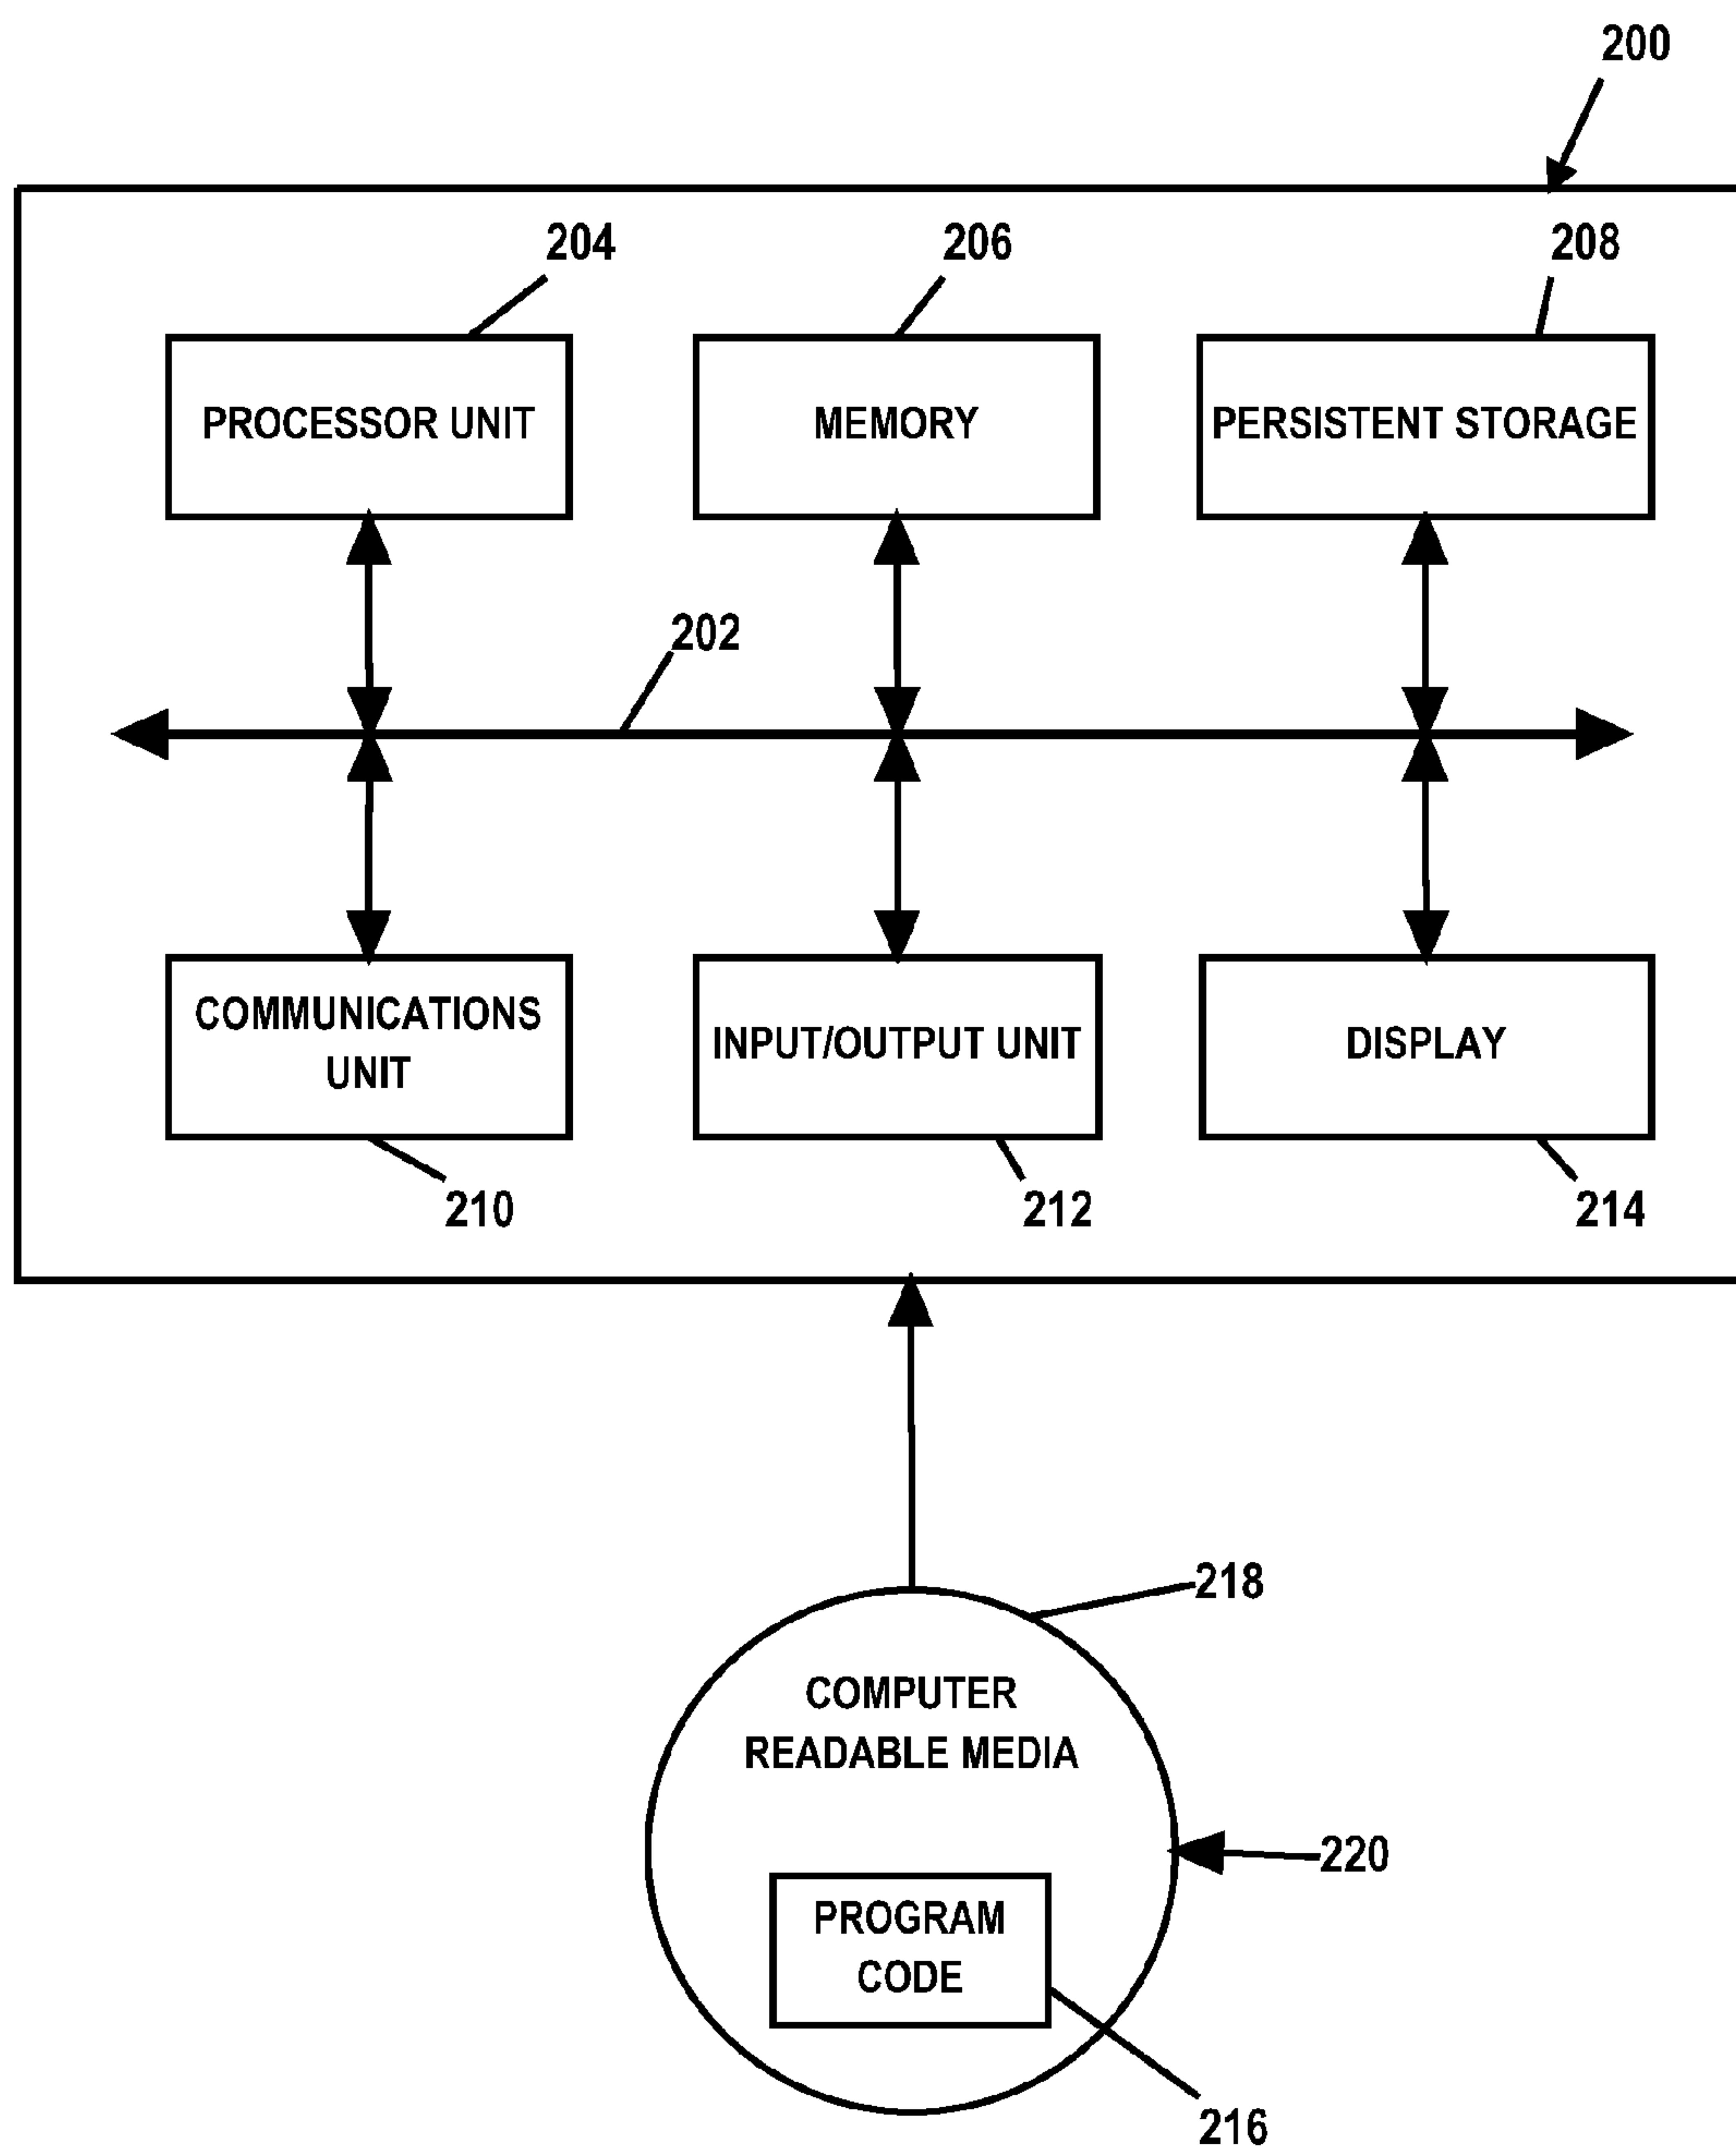 200
204
206
208
PROCESSOR UNIT
MEMORY
PERSISTENT STORAGE
202
COMMUNICATIONS
UNIT
INPUT/OUTPUT UNIT
DISPLAY
210
212
214
218
COMPUTER
READABLE MEDIA
220
PROGRAM
CODE
216